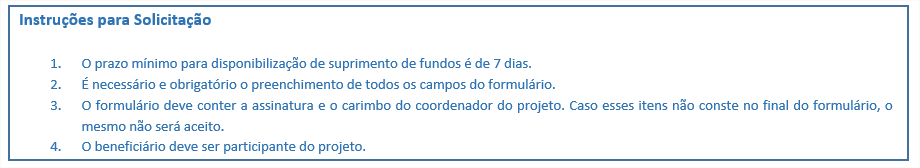 Instruções para Solicitação
1. O prazo mínimo para disponibilização de suprimento de fundos é de 7 dias.
2. É necessário e obrigatório o preenchimento de todos os campos do formulário.
3. O formulário deve conter a assinatura e o carimbo do coordenador do projeto. Caso esses itens não conste no final do formulário, o
mesmo não será aceito.
4. O beneficiário deve ser participante do projeto.